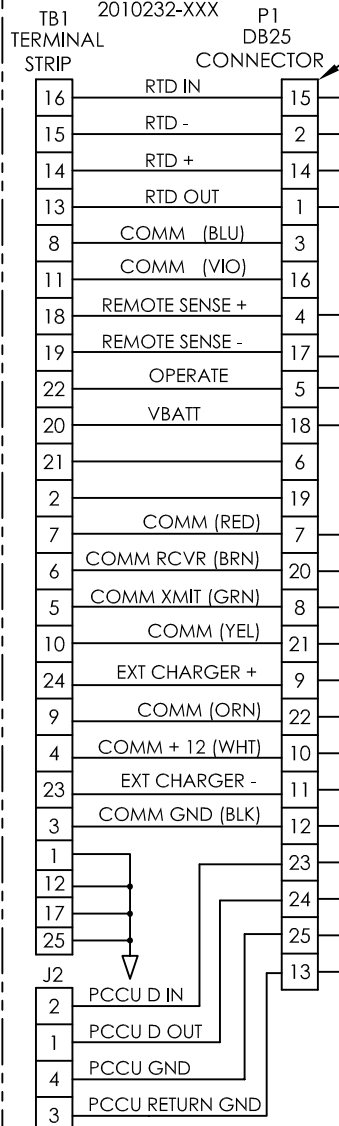 2010232-XXX
TB1 P1
TERMINAL DB25
STRIP CONNECTOR
16 RTD IN 15
15 RTD - 2
14 RTD + 14
13 RTD OUT 1
8 COMM (BLU) 3
11 COMM (VIO) 16
18 REMOTE SENSE + 4
19 REMOTE SENSE - 17
22 OPERATE 5
20 VBATT 18
21 6
2 19
7 COMM (RED) 7
6 COMM RCVR (BRN) 20
5 COMM XMIT (GRN) 8
10 COMM (YEL) 21
24 EXT CHARGER + 9
9 COMM (ORN) 22
4 COMM + 12 (WHT) 10
23 EXT CHARGER - 11
3 COMM GND (BLK) 12
1 23
12 24
17 25
25 13
J2
2 PCCU D IN
1 PCCU D OUT
4 PCCU GND
3 PCCU RETURN GND